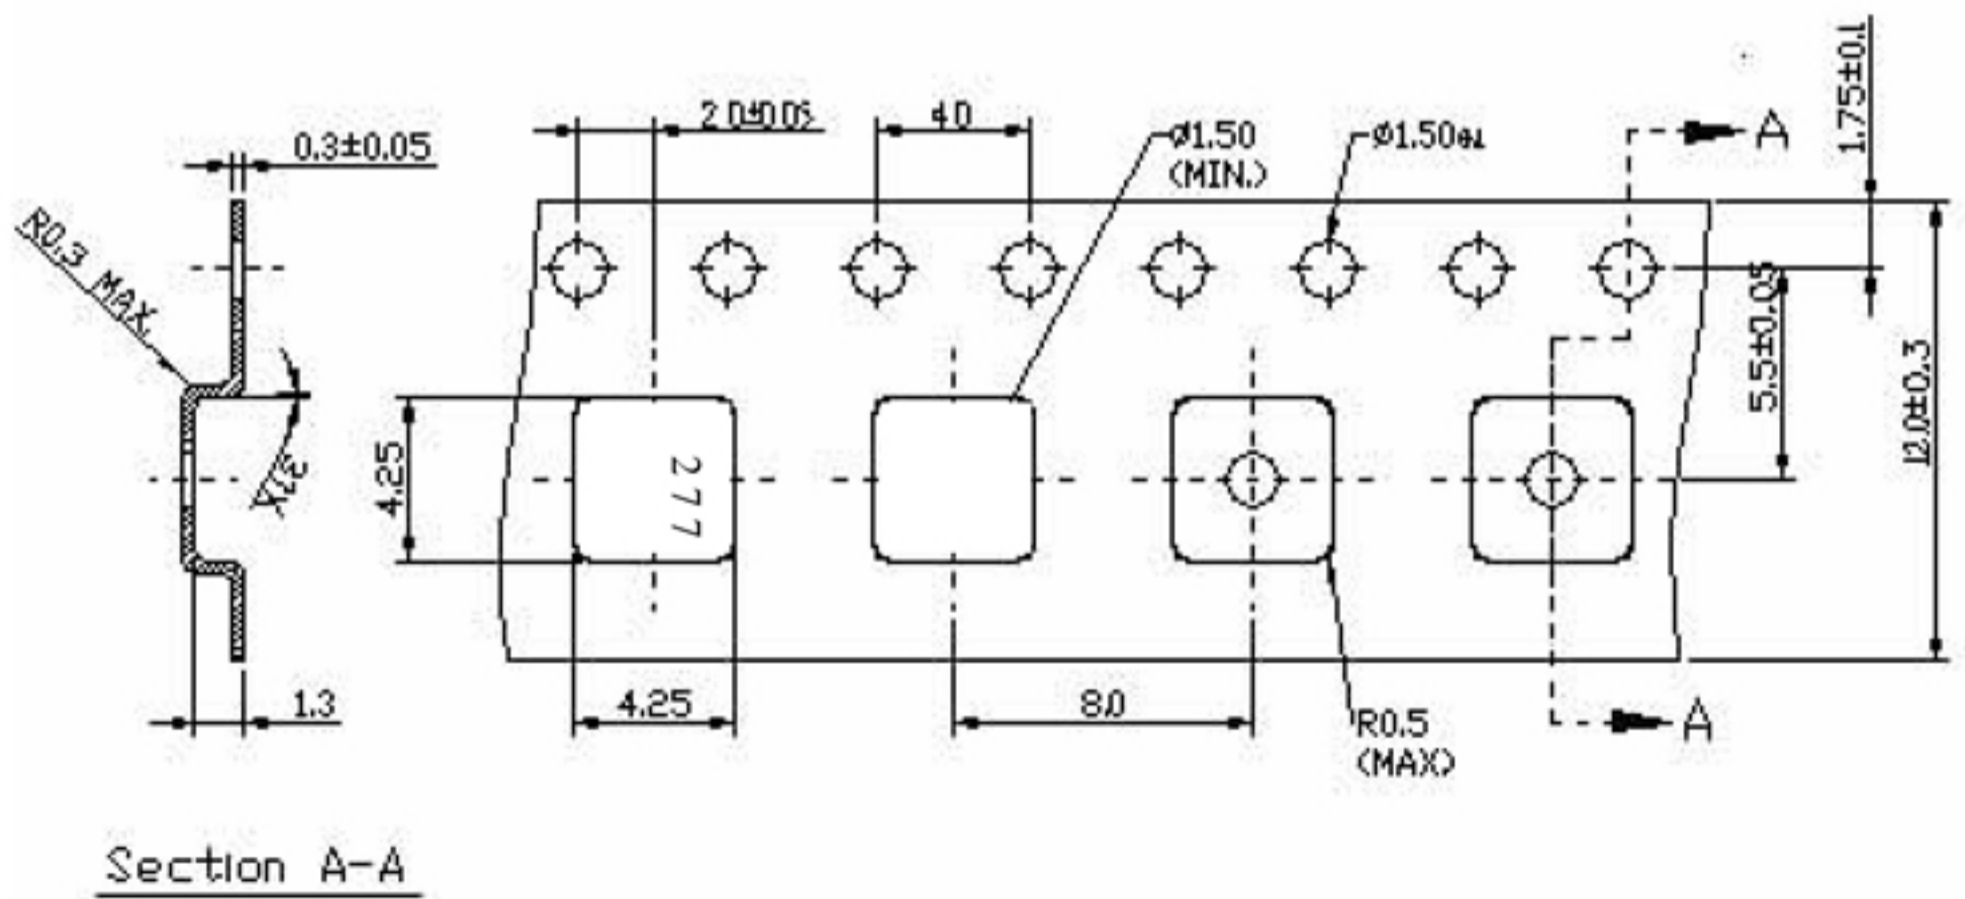 1.75±0.1
2.0±0.05
4.0
0.3±0.05
Ø1.50
(MIN.)
Ø1.50
A
R0.3 MAX.
5.5±0.05
12.0±0.3
4.25
277
1.3
4.25
8.0
R0.5
(MAX)
A
Section A-A